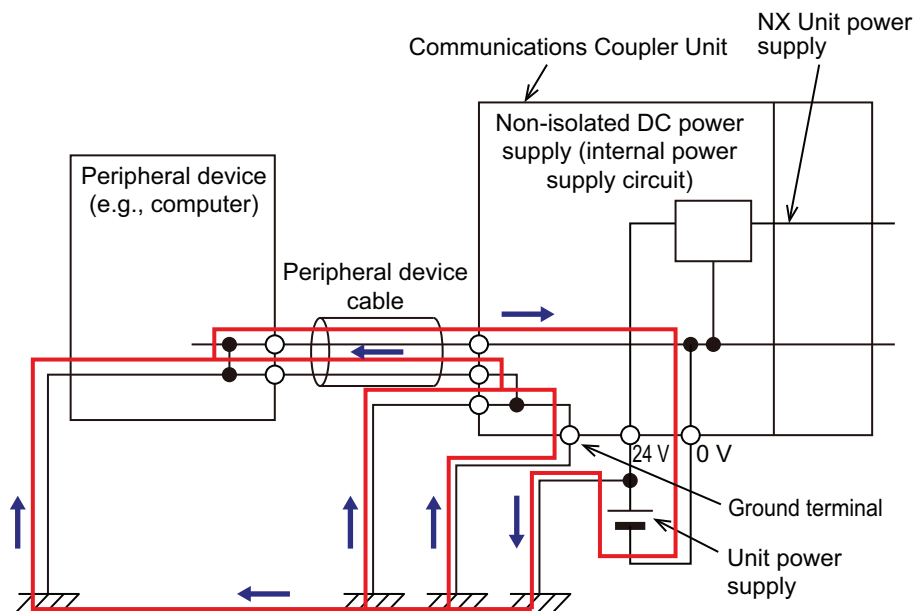 NX Unit power
supply
Communications Coupler Unit
Non-isolated DC power
supply (internal power
supply circuit)
Peripheral device
(e.g., computer)
Peripheral device
cable
24 V
0 V
Ground terminal
Unit power
supply